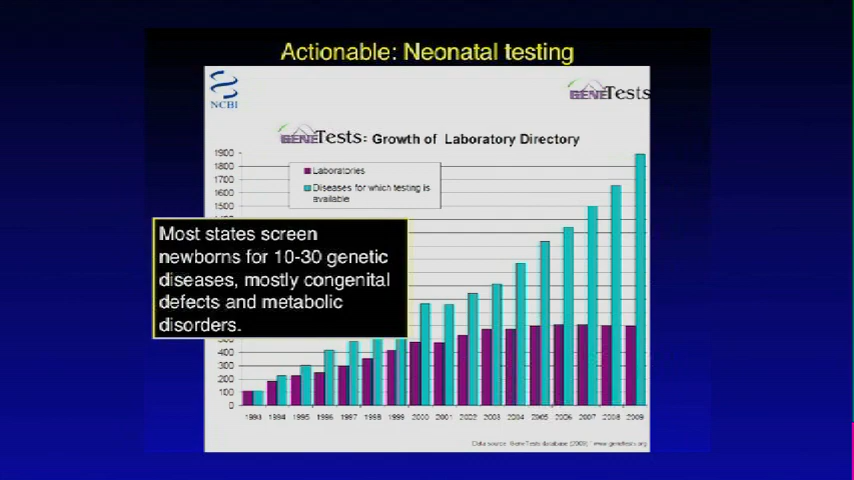 Actionable: Neonatal testing
NCBI
GENETests
GENETests: Growth of Laboratory Directory
1900
1800
1700
1600
1500
Laboratories
Diseases for which testing is
available
Most states screen
newborns for 10-30 genetic
diseases, mostly congenital
defects and metabolic
disorders.
400
300
200
100
0
1993 1994 1995 1996 1997 1998 1999 2000 2001 2002 2003 2004 2005 2006 2007 2008 2009
Data source: GeneTests database (2009) www.genetests.org